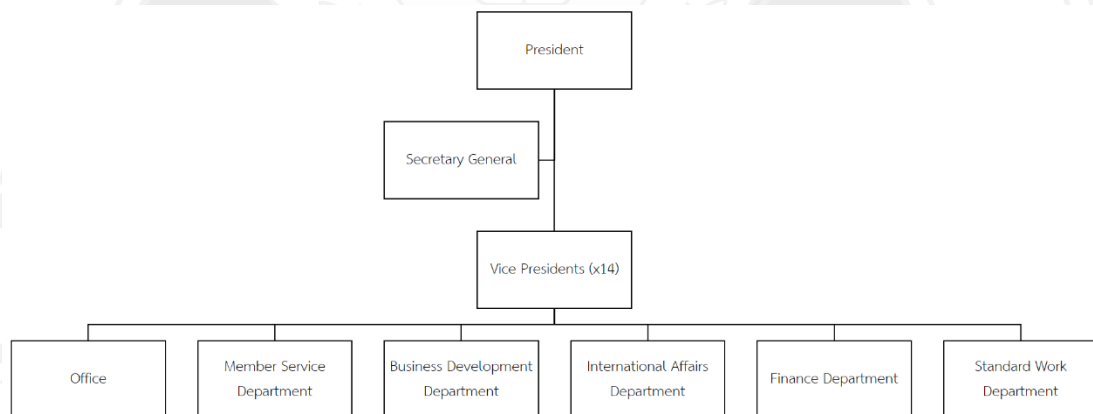 President
Secretary General
Vice Presidents (x14)
Office
Member Service
Department
Business Development
Department
International Affairs
Department
Finance Department
Standard Work
Department